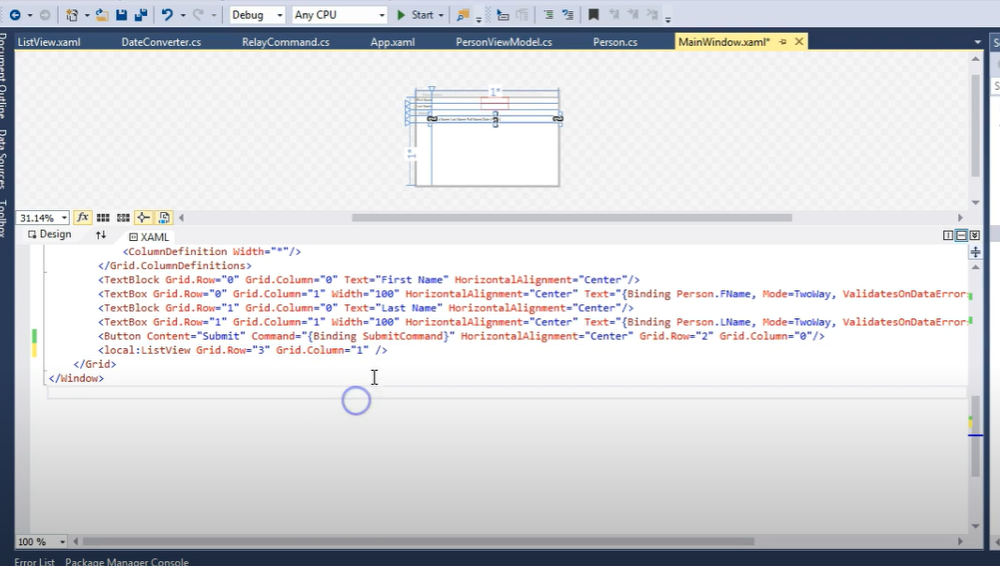 Debug Any CPU Start
ListView.xaml DateConverter.cs RelayCommand.cs App.xaml PersonViewModel.cs Person.cs MainWindow.xaml*
Document Outline
Data Sources
Toolbox
1*
1*
31.14% fx
Design XAML
<ColumnDefinition Width="*"/>
</Grid.ColumnDefinitions>
<TextBlock Grid.Row="0" Grid.Column="0" Text="First Name" HorizontalAlignment="Center"/>
<TextBox Grid.Row="0" Grid.Column="1" Width="100" HorizontalAlignment="Center" Text="{Binding Person.FName, Mode=TwoWay, ValidatesOnDataError
<TextBlock Grid.Row="1" Grid.Column="0" Text="Last Name" HorizontalAlignment="Center"/>
<TextBox Grid.Row="1" Grid.Column="1" Width="100" HorizontalAlignment="Center" Text="{Binding Person.LName, Mode=TwoWay, ValidatesOnDataError
<Button Content="Submit" Command="{Binding SubmitCommand}" HorizontalAlignment="Center" Grid.Row="2" Grid.Column="0"/>
<local:ListView Grid.Row="3" Grid.Column="1" />
</Grid>
</Window>
100 %
Error List Package Manager Console